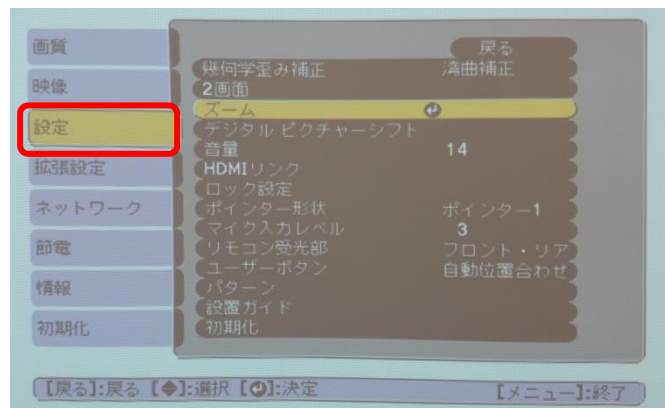 画質
映像
設定
拡張設定
ネットワーク
節電
情報
初期化
戻る
幾何学歪み補正 湾曲補正
2画面
ズーム
デジタル ピクチャーシフト
音量 14
HDMIリンク
ロック設定
ポインター形状 ポインター1
マイク入力レベル 3
リモコン受光部 フロント・リア
ユーザーボタン 自動位置合わせ
パターン
設置ガイド
初期化
【戻る】:戻る 【◆】:選択 【⏎】:決定 【メニュー】:終了